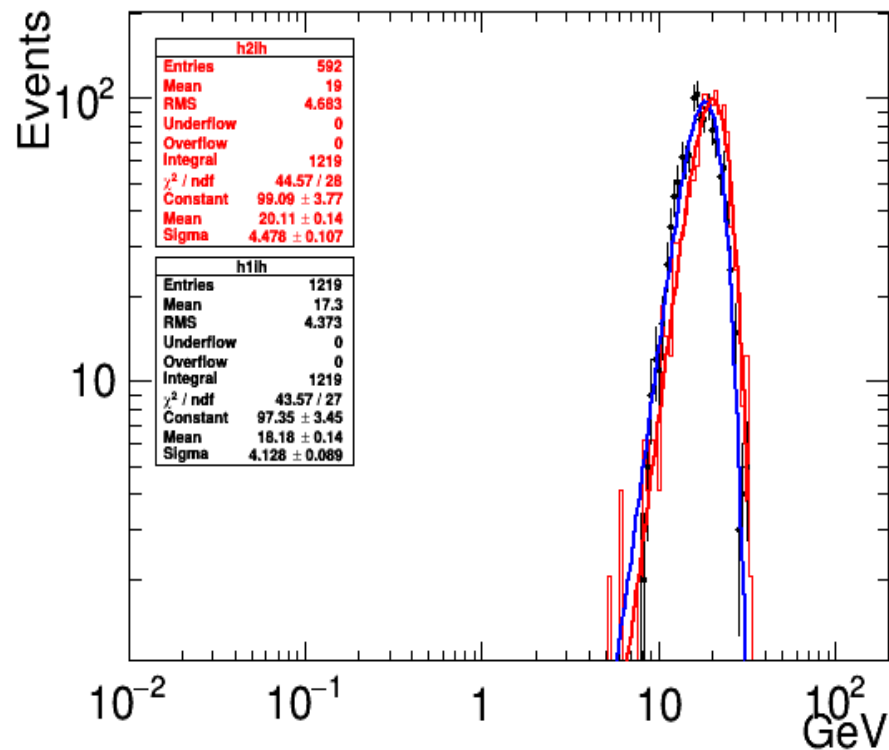 Events
h2ih
Entries 592
Mean 19
RMS 4.683
Underflow 0
Overflow 0
Integral 1219
χ² / ndf 44.57 / 28
Constant 99.09 ± 3.77
Mean 20.11 ± 0.14
Sigma 4.478 ± 0.107
h1ih
Entries 1219
Mean 17.3
RMS 4.373
Underflow 0
Overflow 0
Integral 1219
χ² / ndf 43.57 / 27
Constant 97.35 ± 3.45
Mean 18.18 ± 0.14
Sigma 4.128 ± 0.089
10²
10
10⁻² 10⁻¹ 1 10 10²
GeV